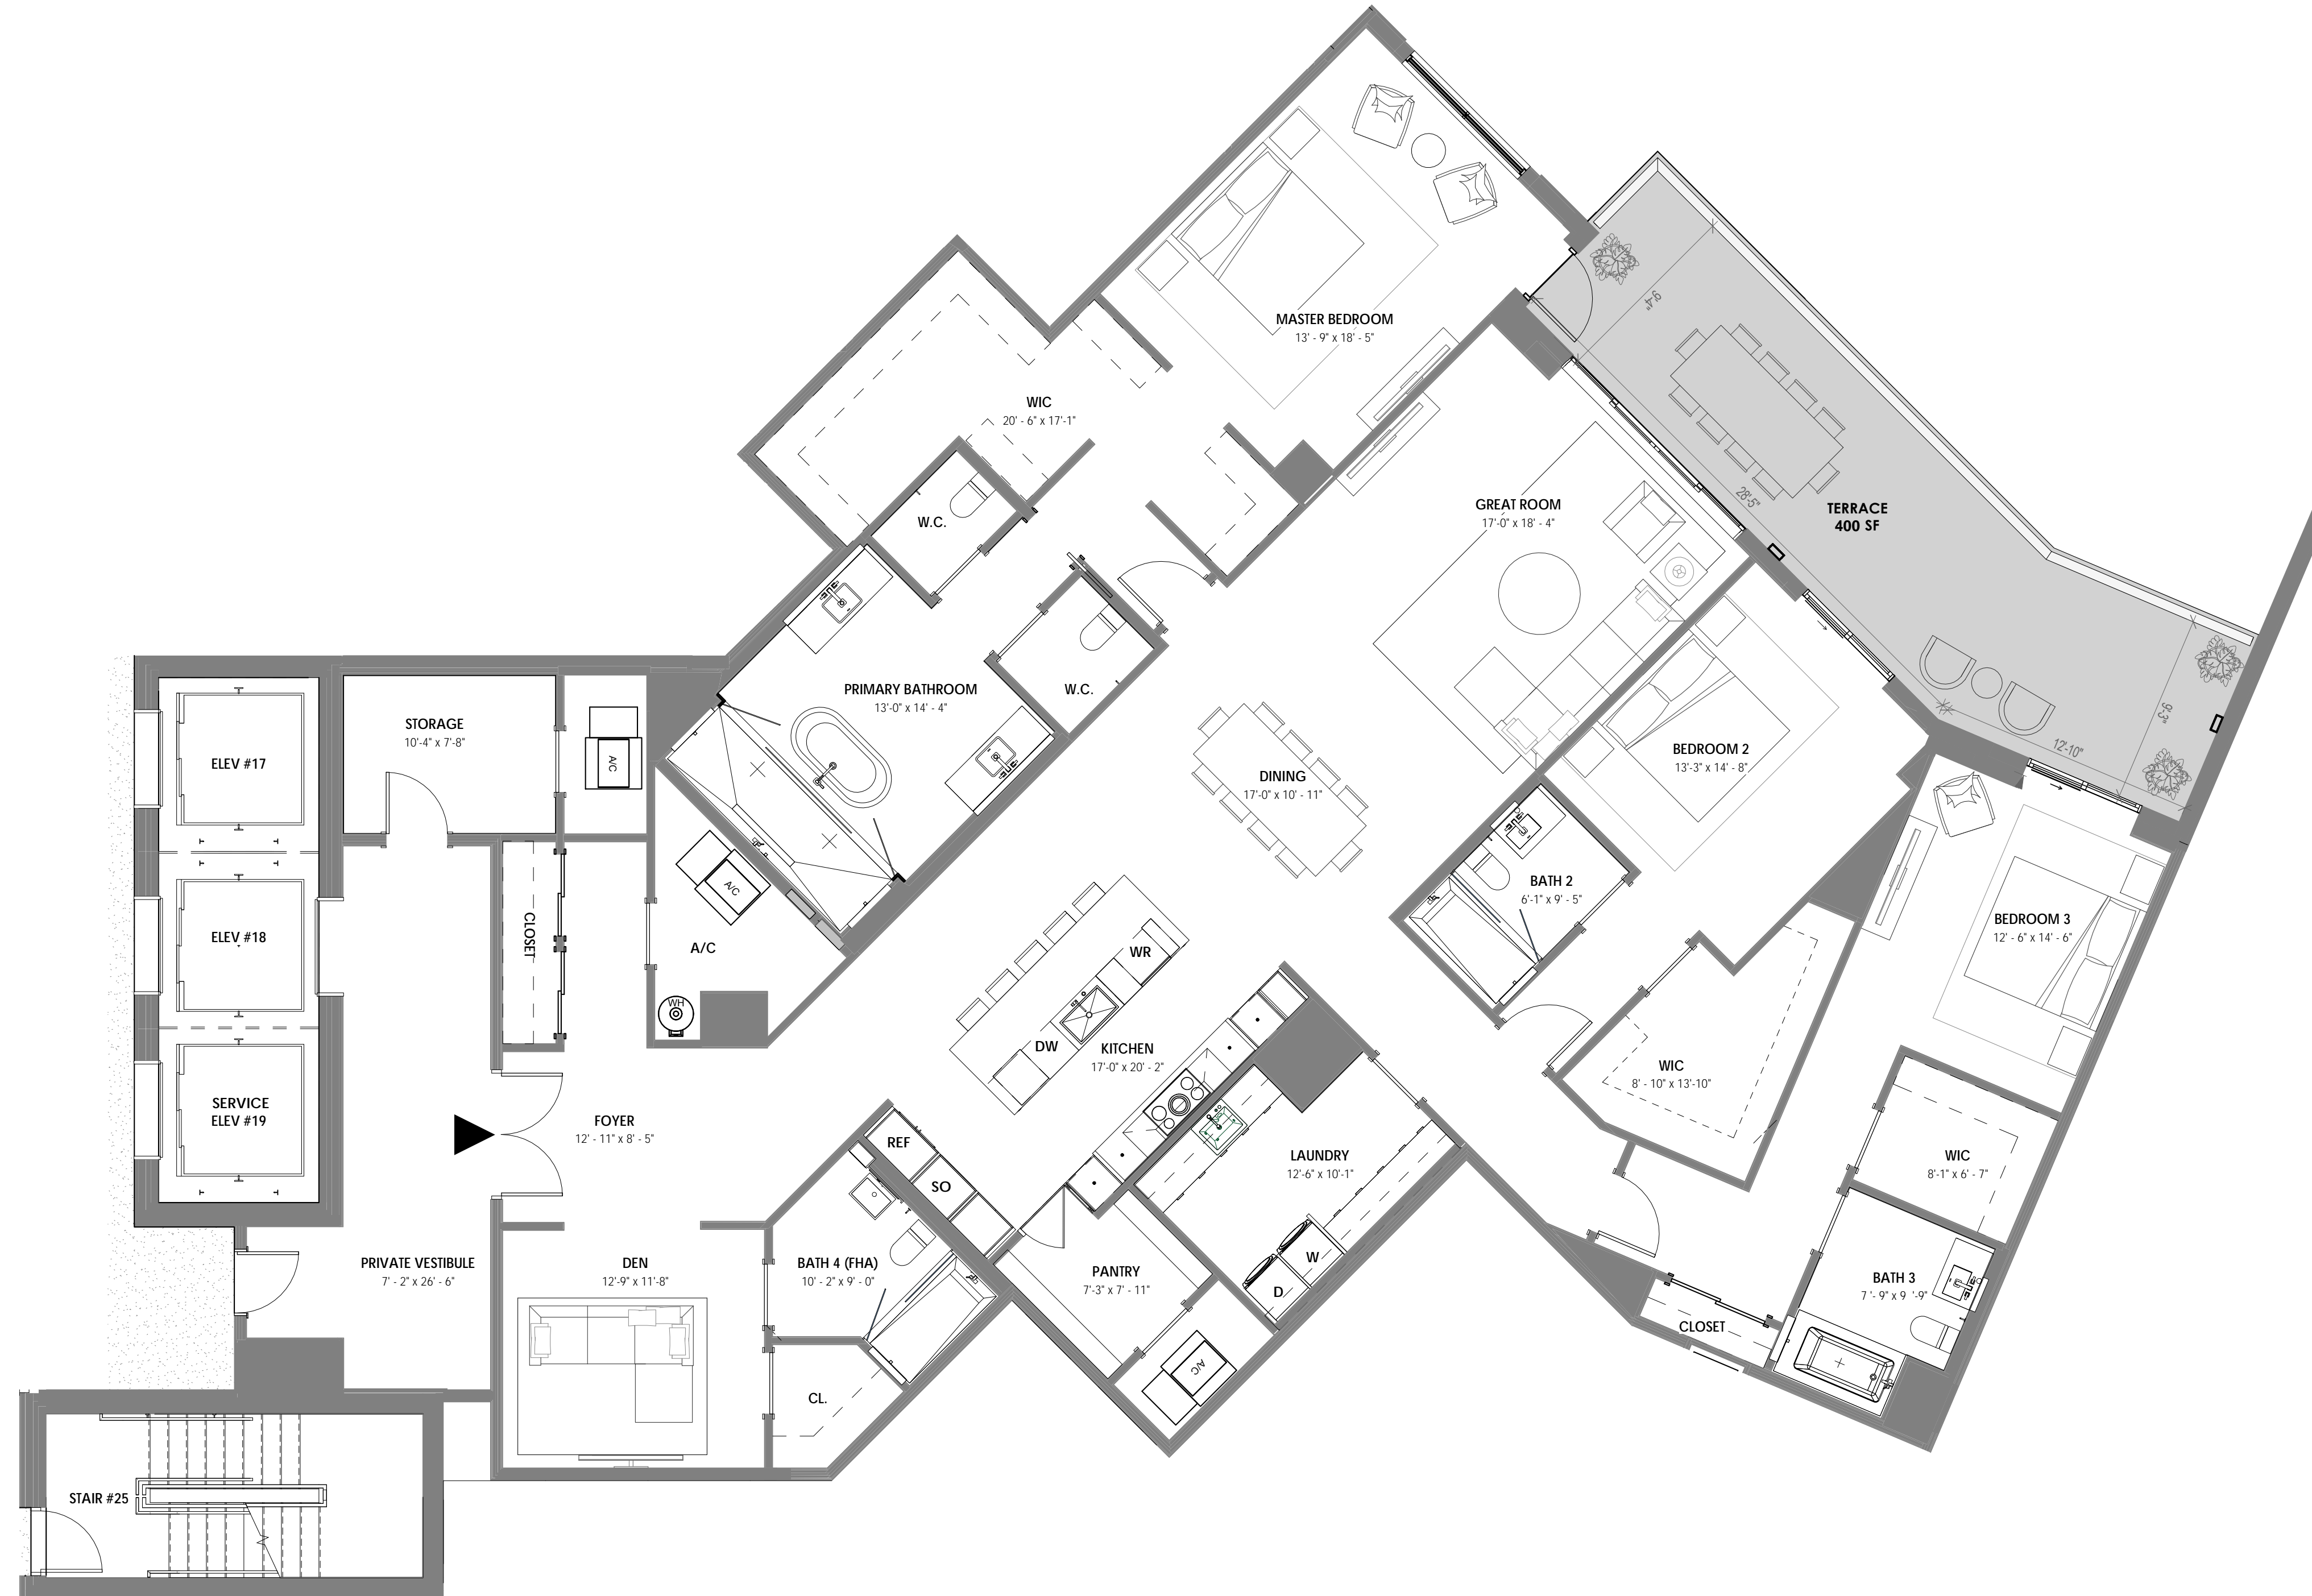 MASTER BEDROOM
13' - 9" x 18' - 5"
9'-4"
WIC
20' - 6" x 17'-1"
W.C.
GREAT ROOM
17'-0" x 18' - 4"
28'-5"
TERRACE
400 SF
PRIMARY BATHROOM
13'-0" x 14' - 4"
W.C.
STORAGE
10'-4" x 7'-8"
A/C
ELEV #17
DINING
17'-0" x 10' - 11"
BEDROOM 2
13'-3" x 14' - 8"
12'-10"
9'-3"
BATH 2
6'-1" x 9' - 5"
BEDROOM 3
12' - 6" x 14' - 6"
ELEV #18
CLOSET
A/C
A/C
WH
WR
DW
KITCHEN
17'-0" x 20' - 2"
WIC
8' - 10" x 13'-10"
SERVICE
ELEV #19
FOYER
12' - 11" x 8' - 5"
REF
SO
LAUNDRY
12'-6" x 10'-1"
WIC
8'-1" x 6' - 7"
PRIVATE VESTIBULE
7' - 2" x 26' - 6"
DEN
12'-9" x 11'-8"
BATH 4 (FHA)
10' - 2" x 9' - 0"
PANTRY
7'-3" x 7' - 11"
W
D
BATH 3
7 '- 9" x 9 '-9"
CLOSET
A/C
CL.
STAIR #25